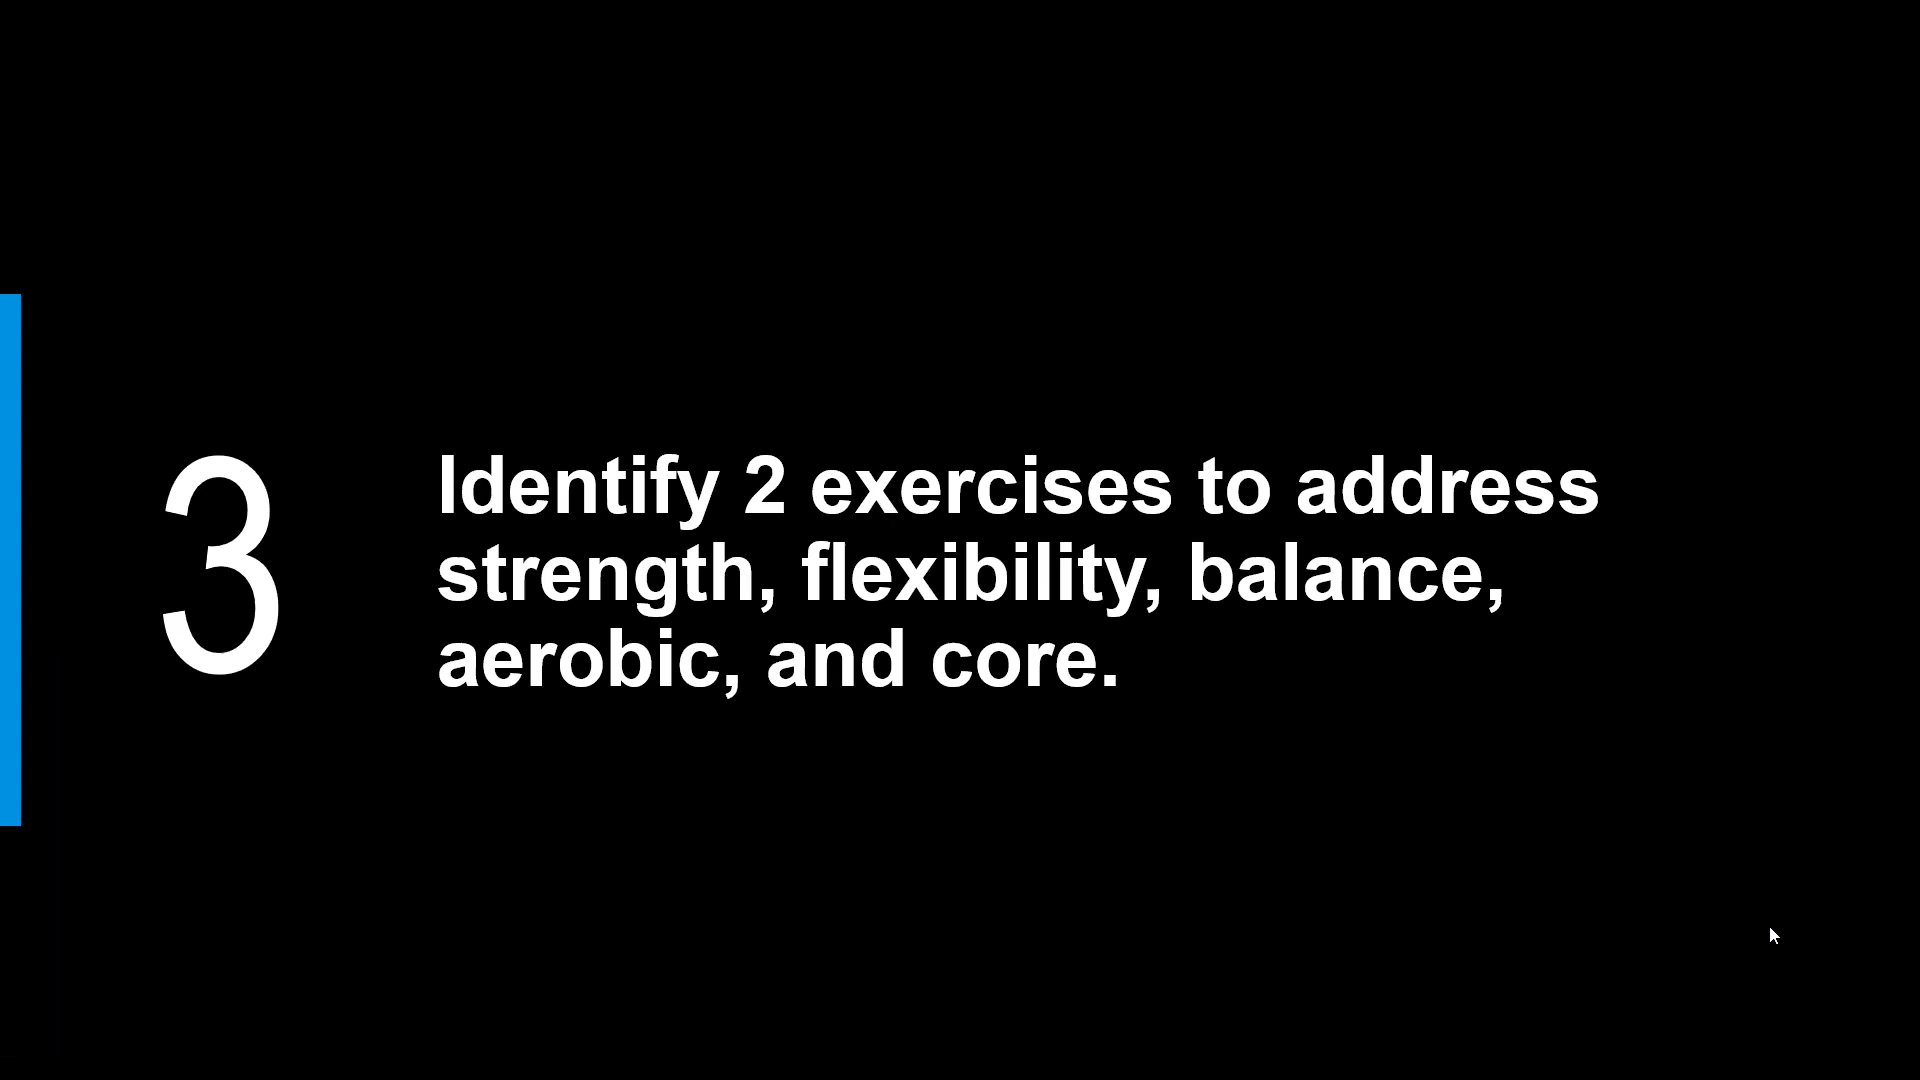 3
Identify 2 exercises to address
strength, flexibility, balance,
aerobic, and core.